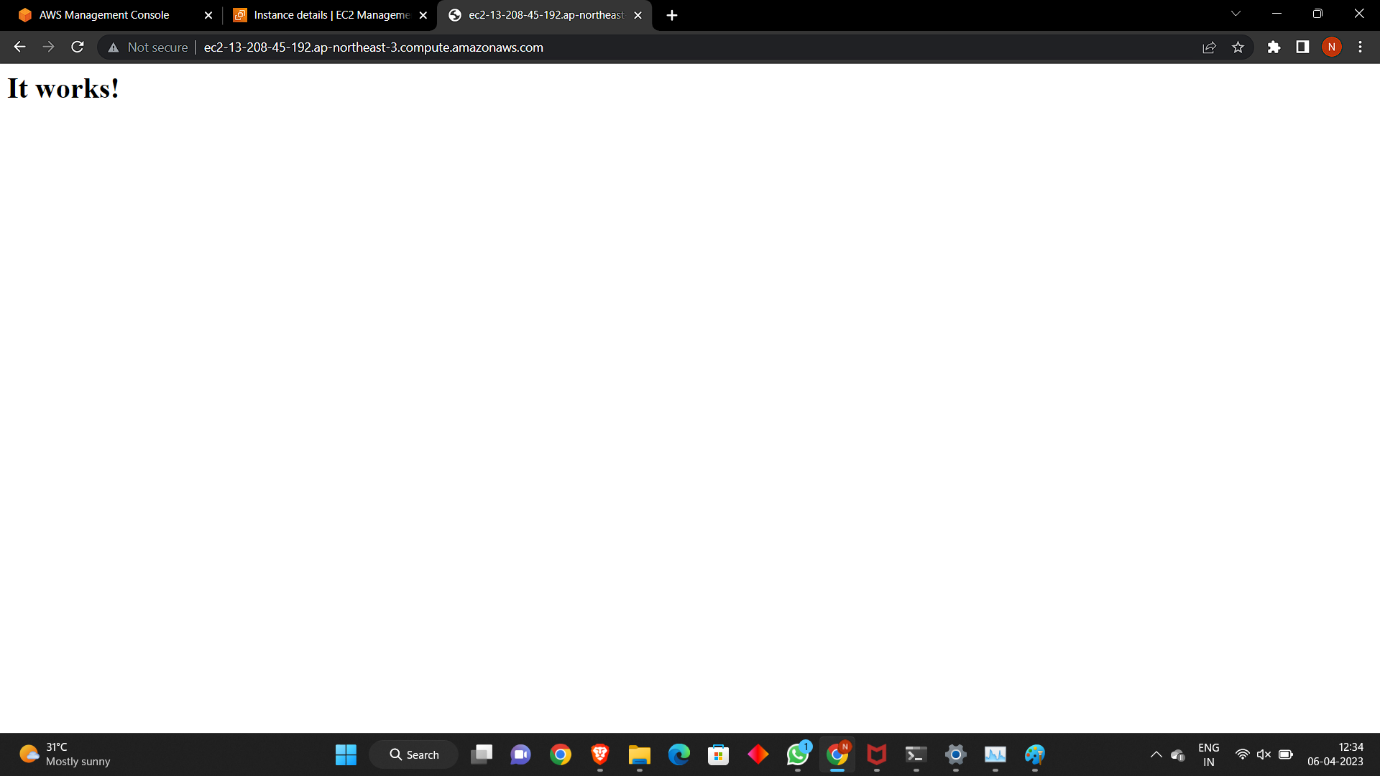 AWS Management Console
Instance details | EC2 Manageme
ec2-13-208-45-192.ap-northeast
Not secure
ec2-13-208-45-192.ap-northeast-3.compute.amazonaws.com
N
It works!
31°C
Mostly sunny
Search
1
N
ENG
IN
12:34
06-04-2023